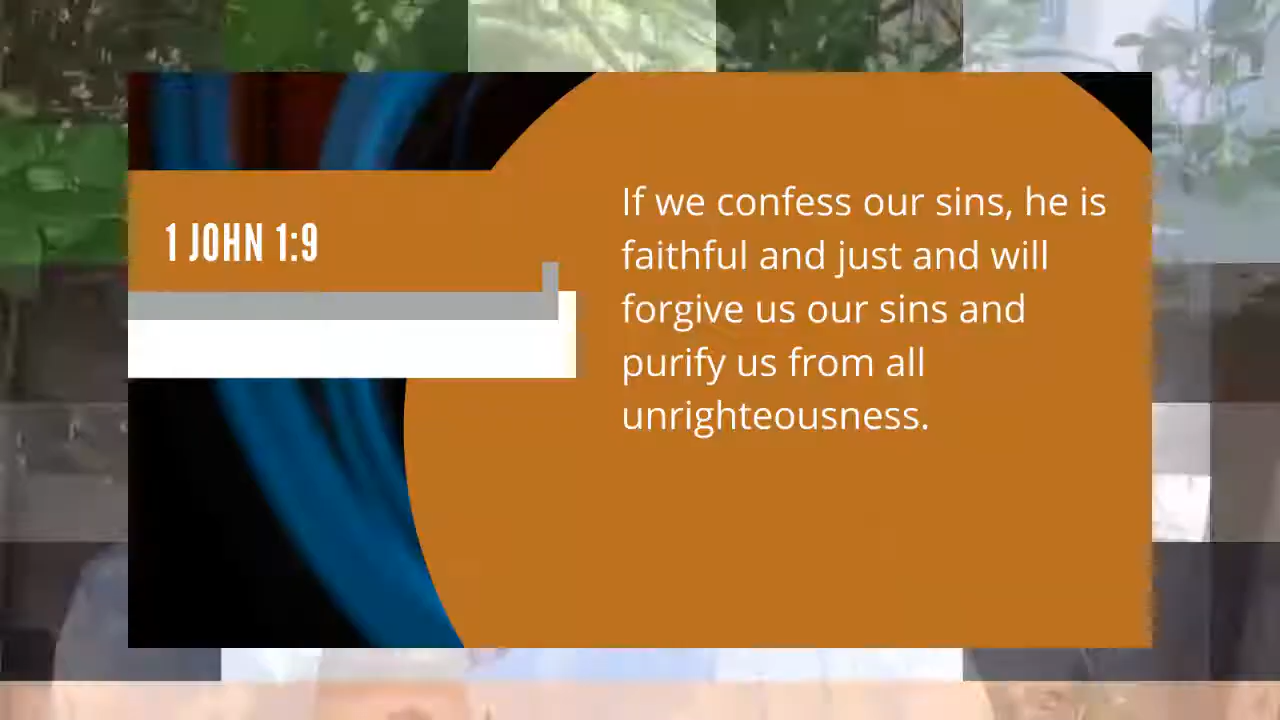 1 JOHN 1:9
If we confess our sins, he is
faithful and just and will
forgive us our sins and
purify us from all
unrighteousness.